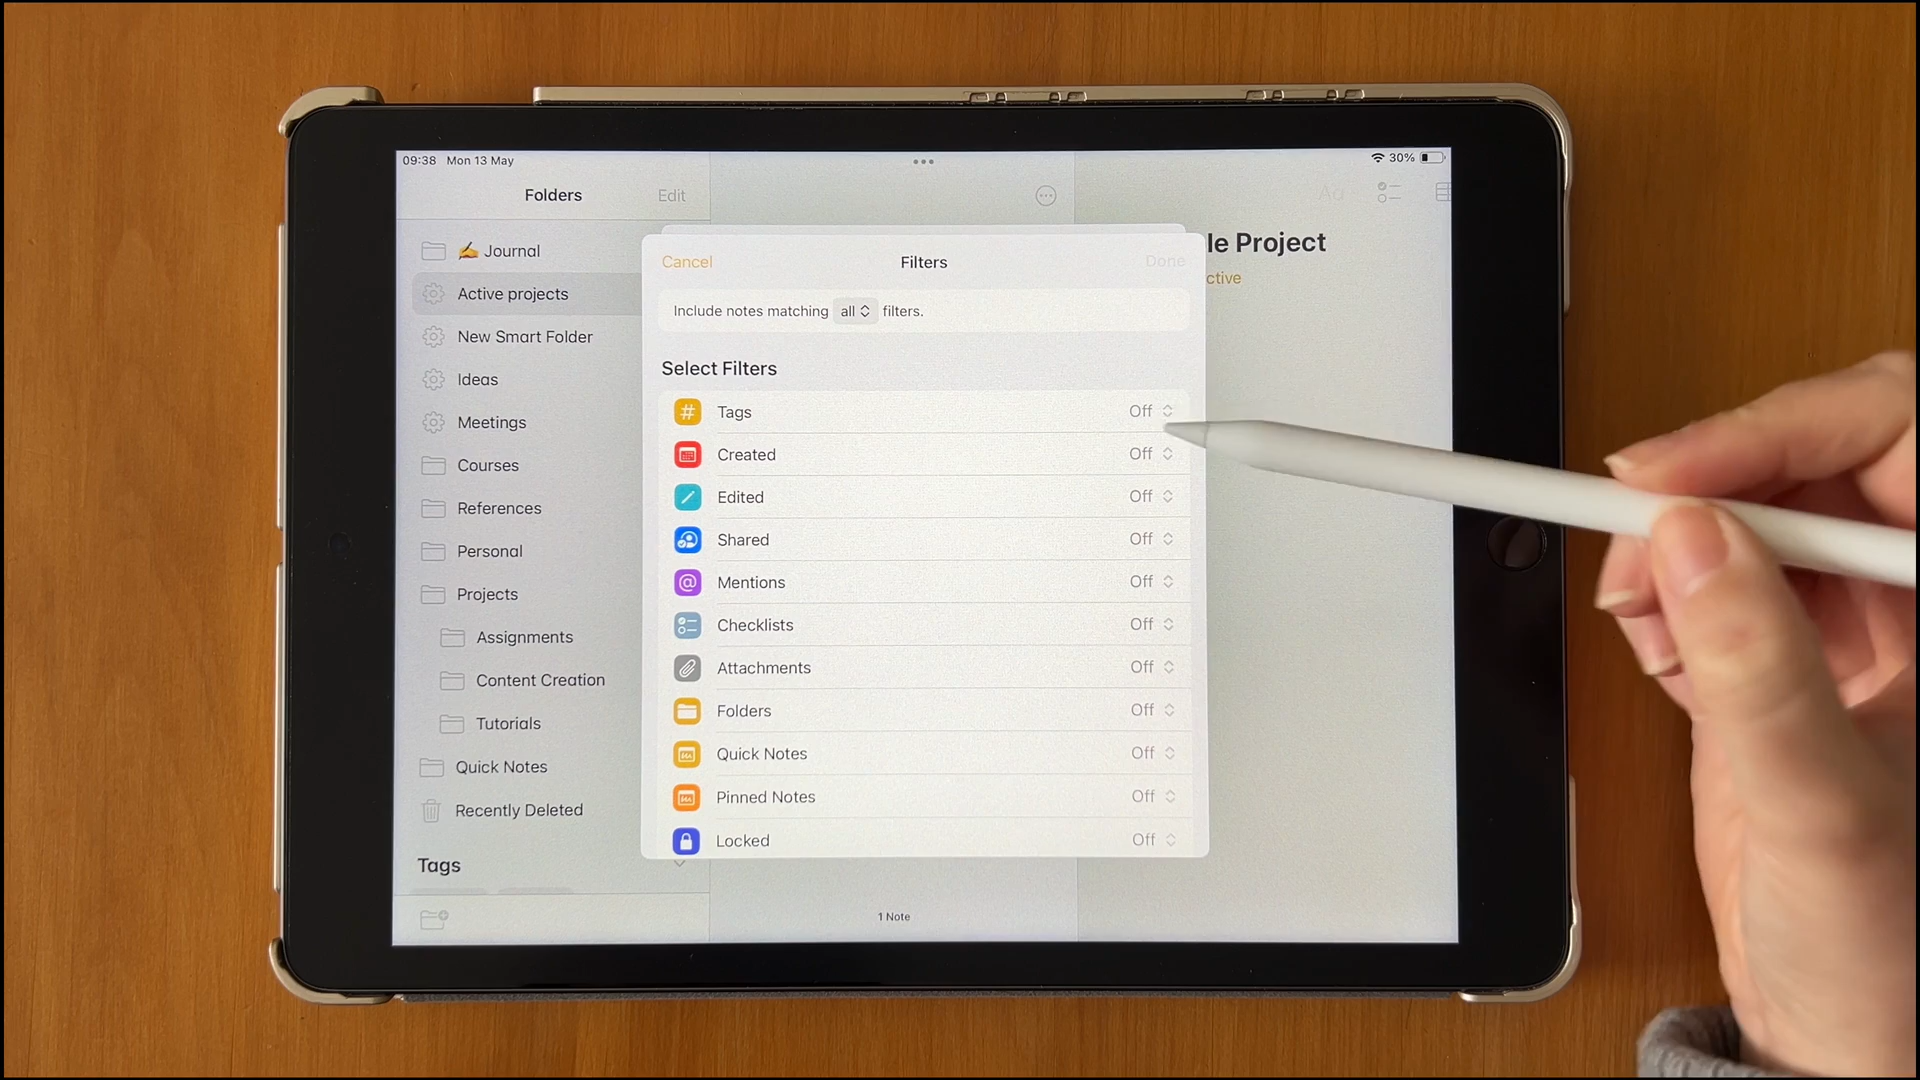 09:38 Mon 13 May
30%
Folders
Edit
✍️ Journal
Active projects
New Smart Folder
Ideas
Meetings
Courses
References
Personal
Projects
Assignments
Content Creation
Tutorials
Quick Notes
Recently Deleted
Tags
Cancel
Filters
Done
Include notes matching all filters.
Select Filters
Tags Off
Created Off
Edited Off
Shared Off
Mentions Off
Checklists Off
Attachments Off
Folders Off
Quick Notes Off
Pinned Notes Off
Locked Off
1 Note
Aa
le Project
ctive